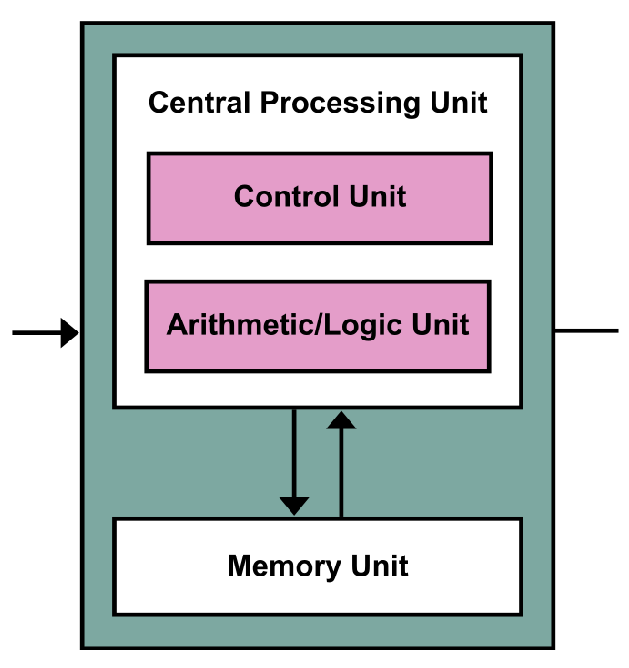 Central Processing Unit
Control Unit
Arithmetic/Logic Unit
Memory Unit